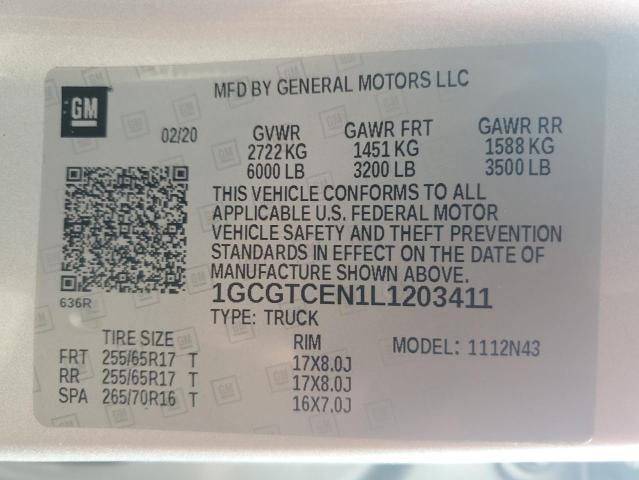 MFD BY GENERAL MOTORS LLC
GM
02/20
GVWR GAWR FRT GAWR RR
2722 KG 1451 KG 1588 KG
6000 LB 3200 LB 3500 LB
THIS VEHICLE CONFORMS TO ALL
APPLICABLE U.S. FEDERAL MOTOR
VEHICLE SAFETY AND THEFT PREVENTION
STANDARDS IN EFFECT ON THE DATE OF
MANUFACTURE SHOWN ABOVE.
636R
1GCGTCEN1L1203411
TYPE: TRUCK
TIRE SIZE RIM MODEL: 1112N43
FRT 255/65R17 T 17X8.0J
RR 255/65R17 T 17X8.0J
SPA 265/70R16 T 16X7.0J